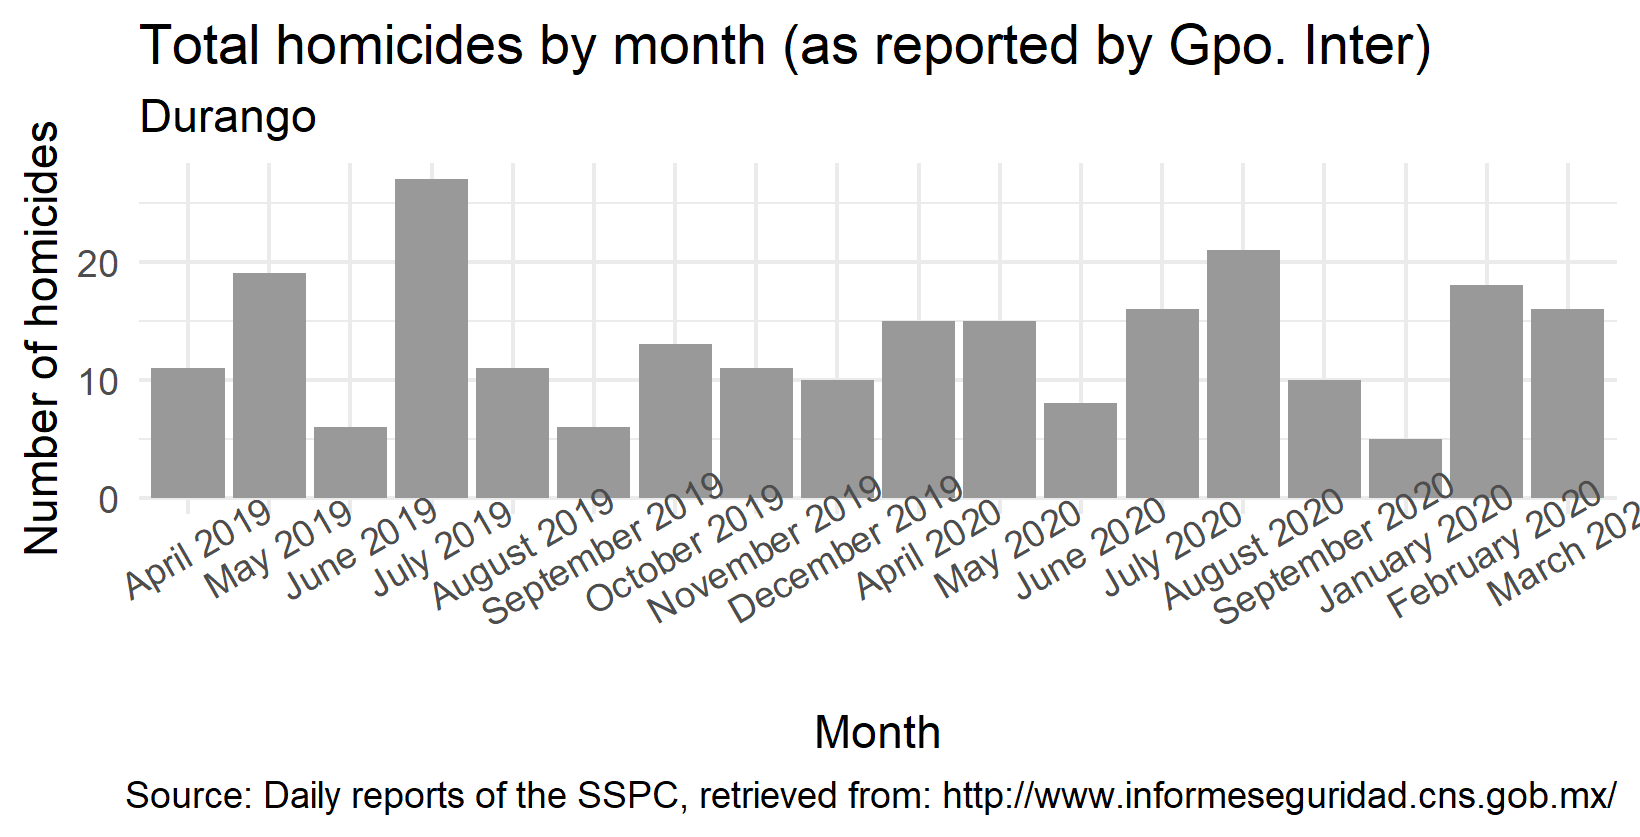 Total homicides by month (as reported by Gpo. Inter)
Durango
Number of homicides
20
10
0
April 2019
May 2019
June 2019
July 2019
August 2019
September 2019
October 2019
November 2019
December 2019
April 2020
May 2020
June 2020
July 2020
August 2020
September 2020
January 2020
February 2020
March 202
Month
Source: Daily reports of the SSPC, retrieved from: http://www.informeseguridad.cns.gob.mx/